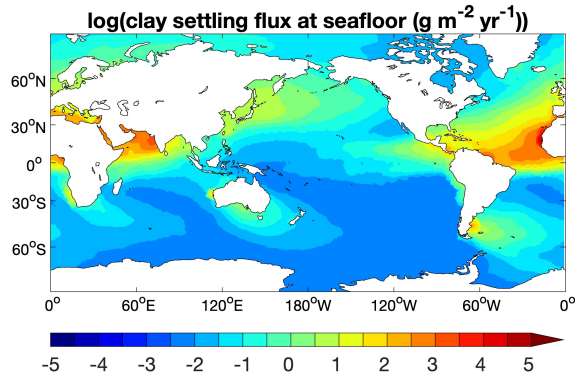 log(clay settling flux at seafloor (g m⁻² yr⁻¹))
60°N
30°N
0°
30°S
60°S
0° 60°E 120°E 180°W 120°W 60°W 0°
-5 -4 -3 -2 -1 0 1 2 3 4 5